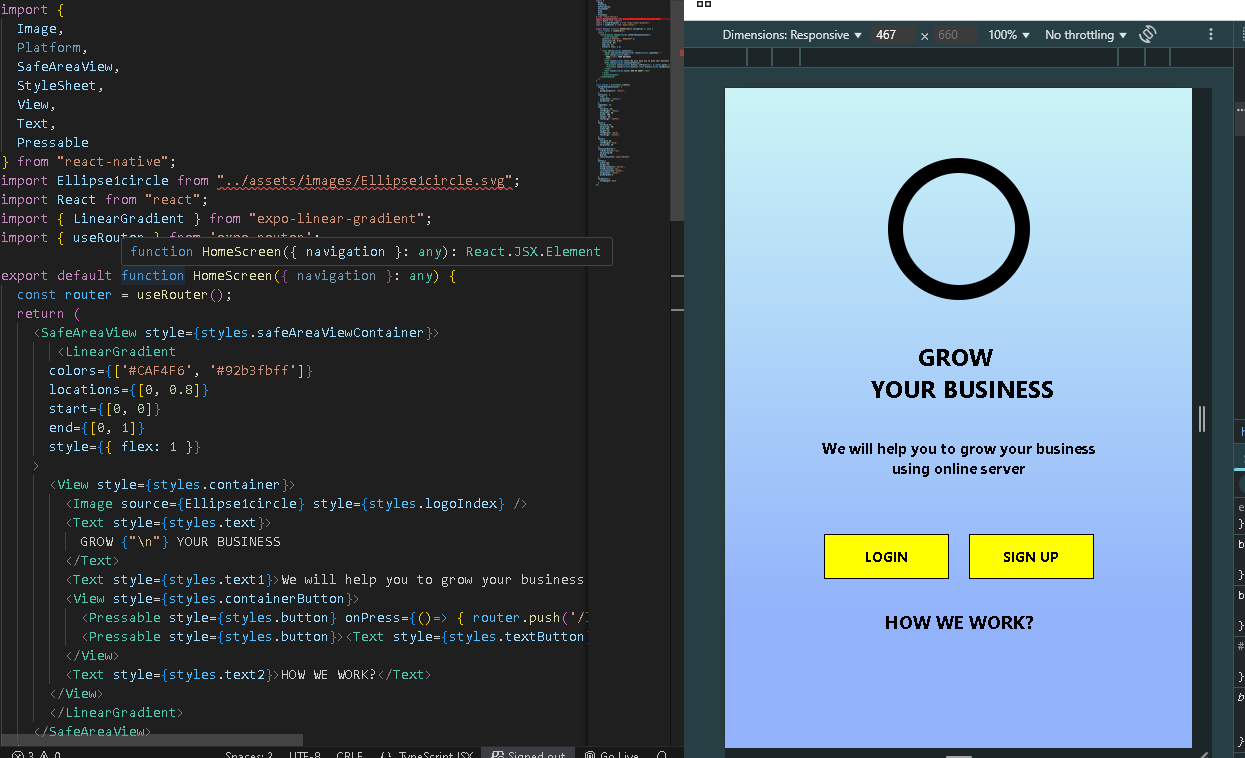 import {
Image,
Platform,
SafeAreaView,
StyleSheet,
View,
Text,
Pressable
} from "react-native";
import Ellipse1circle from "../assets/images/Ellipse1circle.svg";
import React from "react";
import { LinearGradient } from "expo-linear-gradient";
import { useRouter } from 'expo-router';
function HomeScreen({ navigation }: any): React.JSX.Element
export default function HomeScreen({ navigation }: any) {
const router = useRouter();
return (
<SafeAreaView style={styles.safeAreaViewContainer}>
<LinearGradient
colors={['#CAF4F6', '#92b3fbff']}
locations={[0, 0.8]}
start={[0, 0]}
end={[0, 1]}
style={{ flex: 1 }}
>
<View style={styles.container}>
<Image source={Ellipse1circle} style={styles.logoIndex} />
<Text style={styles.text}>
GROW {"\n"} YOUR BUSINESS
</Text>
<Text style={styles.text1}>We will help you to grow your business
<View style={styles.containerButton}>
<Pressable style={styles.button} onPress={()=> { router.push('/
<Pressable style={styles.button}><Text style={styles.textButton
</View>
<Text style={styles.text2}>HOW WE WORK?</Text>
</View>
</LinearGradient>
</SafeAreaView>
3 0 Spaces: 2 UTF-8 CRLF {} TypeScript JSX Signed out Go Live
Dimensions: Responsive 467 × 660 100% No throttling
GROW
YOUR BUSINESS
We will help you to grow your business
using online server
LOGIN SIGN UP
HOW WE WORK?